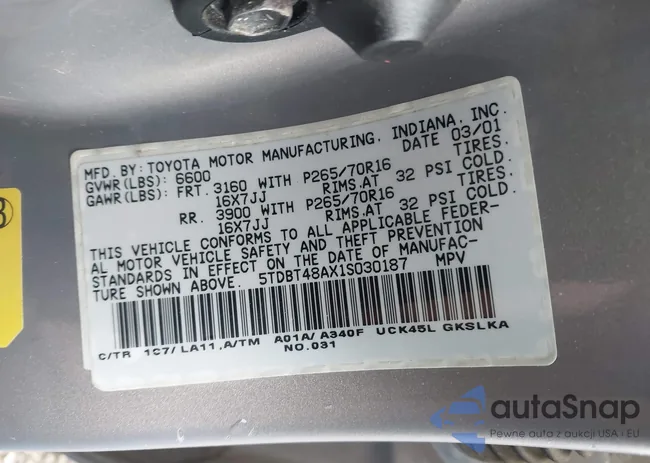 MFD. BY: TOYOTA MOTOR MANUFACTURING, INDIANA, INC.
GVWR(LBS): 6600 DATE 03/01
GAWR(LBS): FRT. 3160 WITH P265/70R16 TIRES.
16X7JJ RIMS.AT 32 PSI COLD.
RR. 3900 WITH P265/70R16 TIRES.
16X7JJ RIMS.AT 32 PSI COLD.
THIS VEHICLE CONFORMS TO ALL APPLICABLE FEDER-
AL MOTOR VEHICLE SAFETY AND THEFT PREVENTION
STANDARDS IN EFFECT ON THE DATE OF MANUFAC-
TURE SHOWN ABOVE. 5TDBT48AX1S030187 MPV
C/TR 1C7/LA11,A/TM A01A/A340F UCK45L GKSLKA
NO.031
autaSnap
Pewne auta z aukcji USA i EU